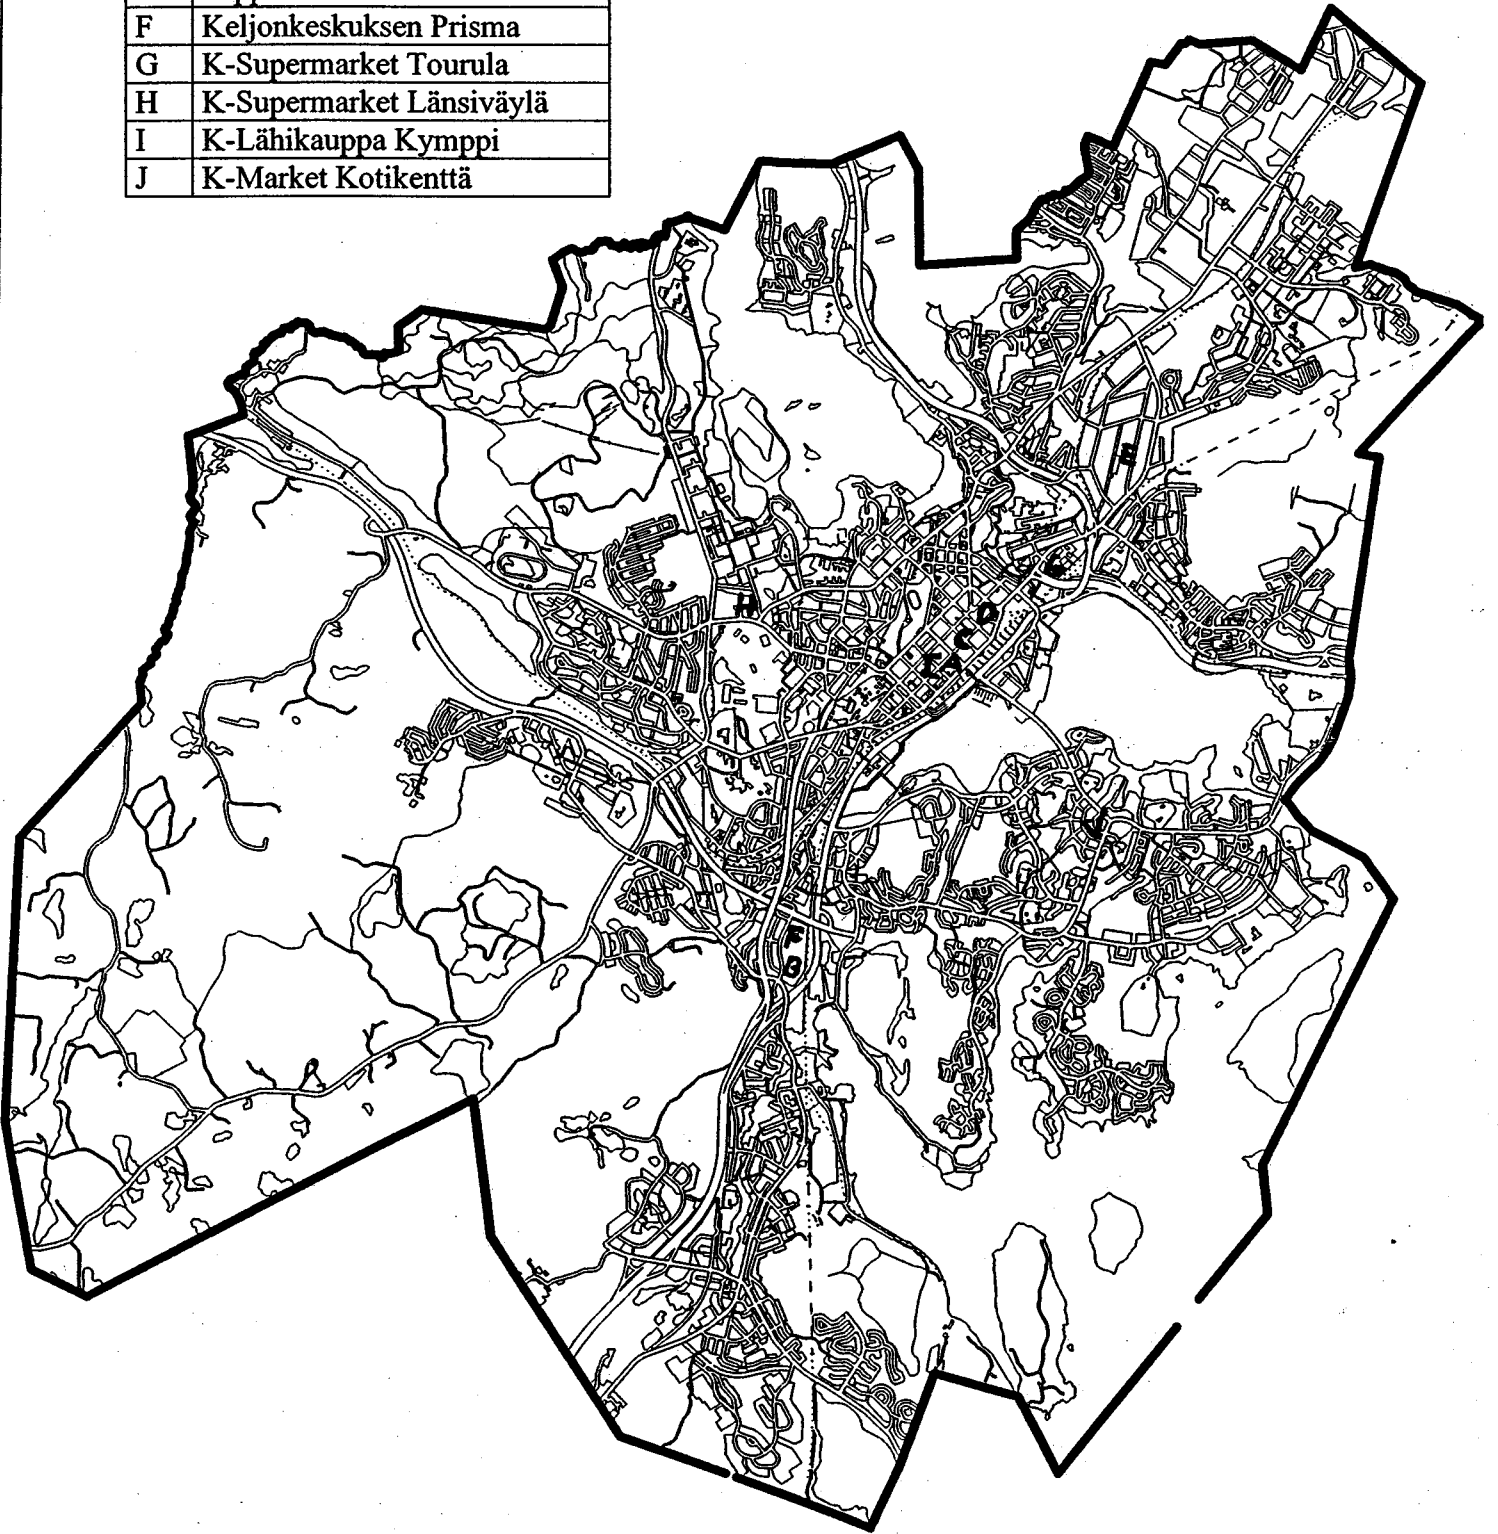 F Keljonkeskuksen Prisma
G K-Supermarket Tourula
H K-Supermarket Länsiväylä
I K-Lähikauppa Kymppi
J K-Market Kotikenttä
E
G
H
D
C
I A
J
F
B